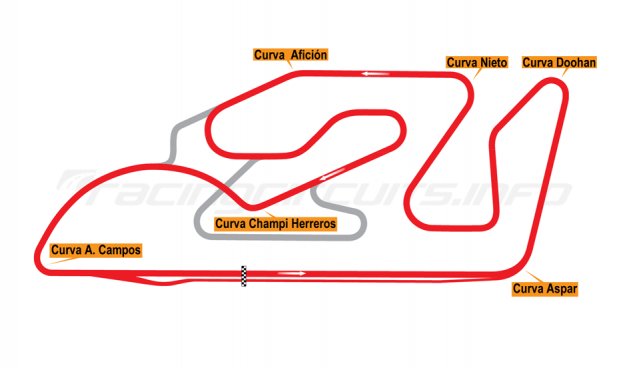 Curva Afición
Curva Nieto
Curva Doohan
racingcircuits.info
Curva Champi Herreros
Curva A. Campos
Curva Aspar